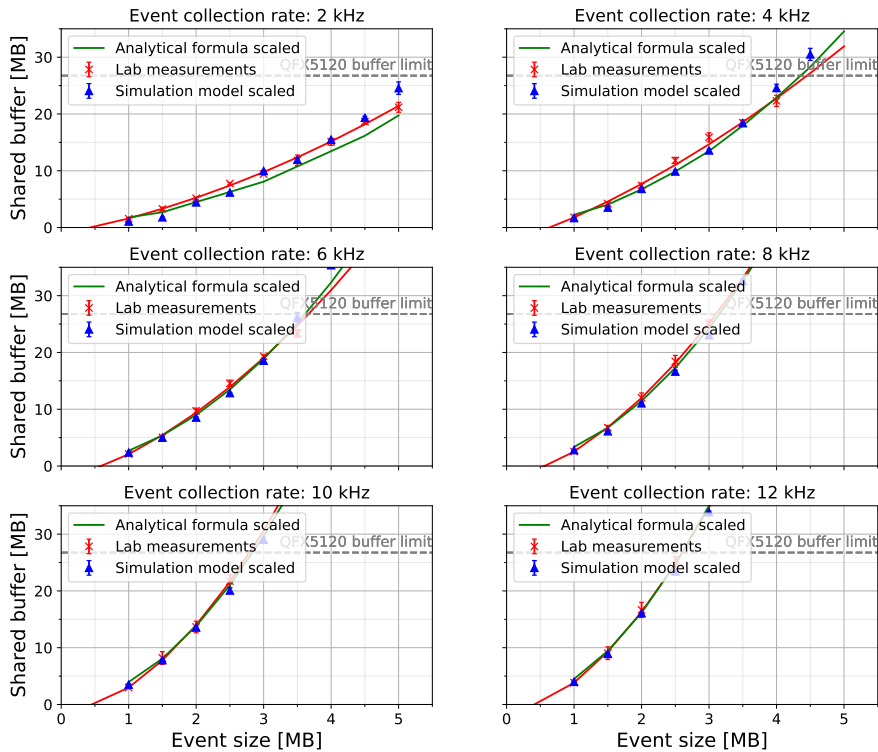 Event collection rate: 2 kHz
Shared buffer [MB]
30
20
10
0
Analytical formula scaled
Lab measurements
Simulation model scaled
QFX5120 buffer limit
Event collection rate: 4 kHz
Analytical formula scaled
Lab measurements
Simulation model scaled
QFX5120 buffer limit
Event collection rate: 6 kHz
Shared buffer [MB]
30
20
10
0
Analytical formula scaled
Lab measurements
Simulation model scaled
QFX5120 buffer limit
Event collection rate: 8 kHz
Analytical formula scaled
Lab measurements
Simulation model scaled
QFX5120 buffer limit
Event collection rate: 10 kHz
Shared buffer [MB]
30
20
10
0
Analytical formula scaled
Lab measurements
Simulation model scaled
QFX5120 buffer limit
0 1 2 3 4 5
Event size [MB]
Event collection rate: 12 kHz
Analytical formula scaled
Lab measurements
Simulation model scaled
QFX5120 buffer limit
0 1 2 3 4 5
Event size [MB]